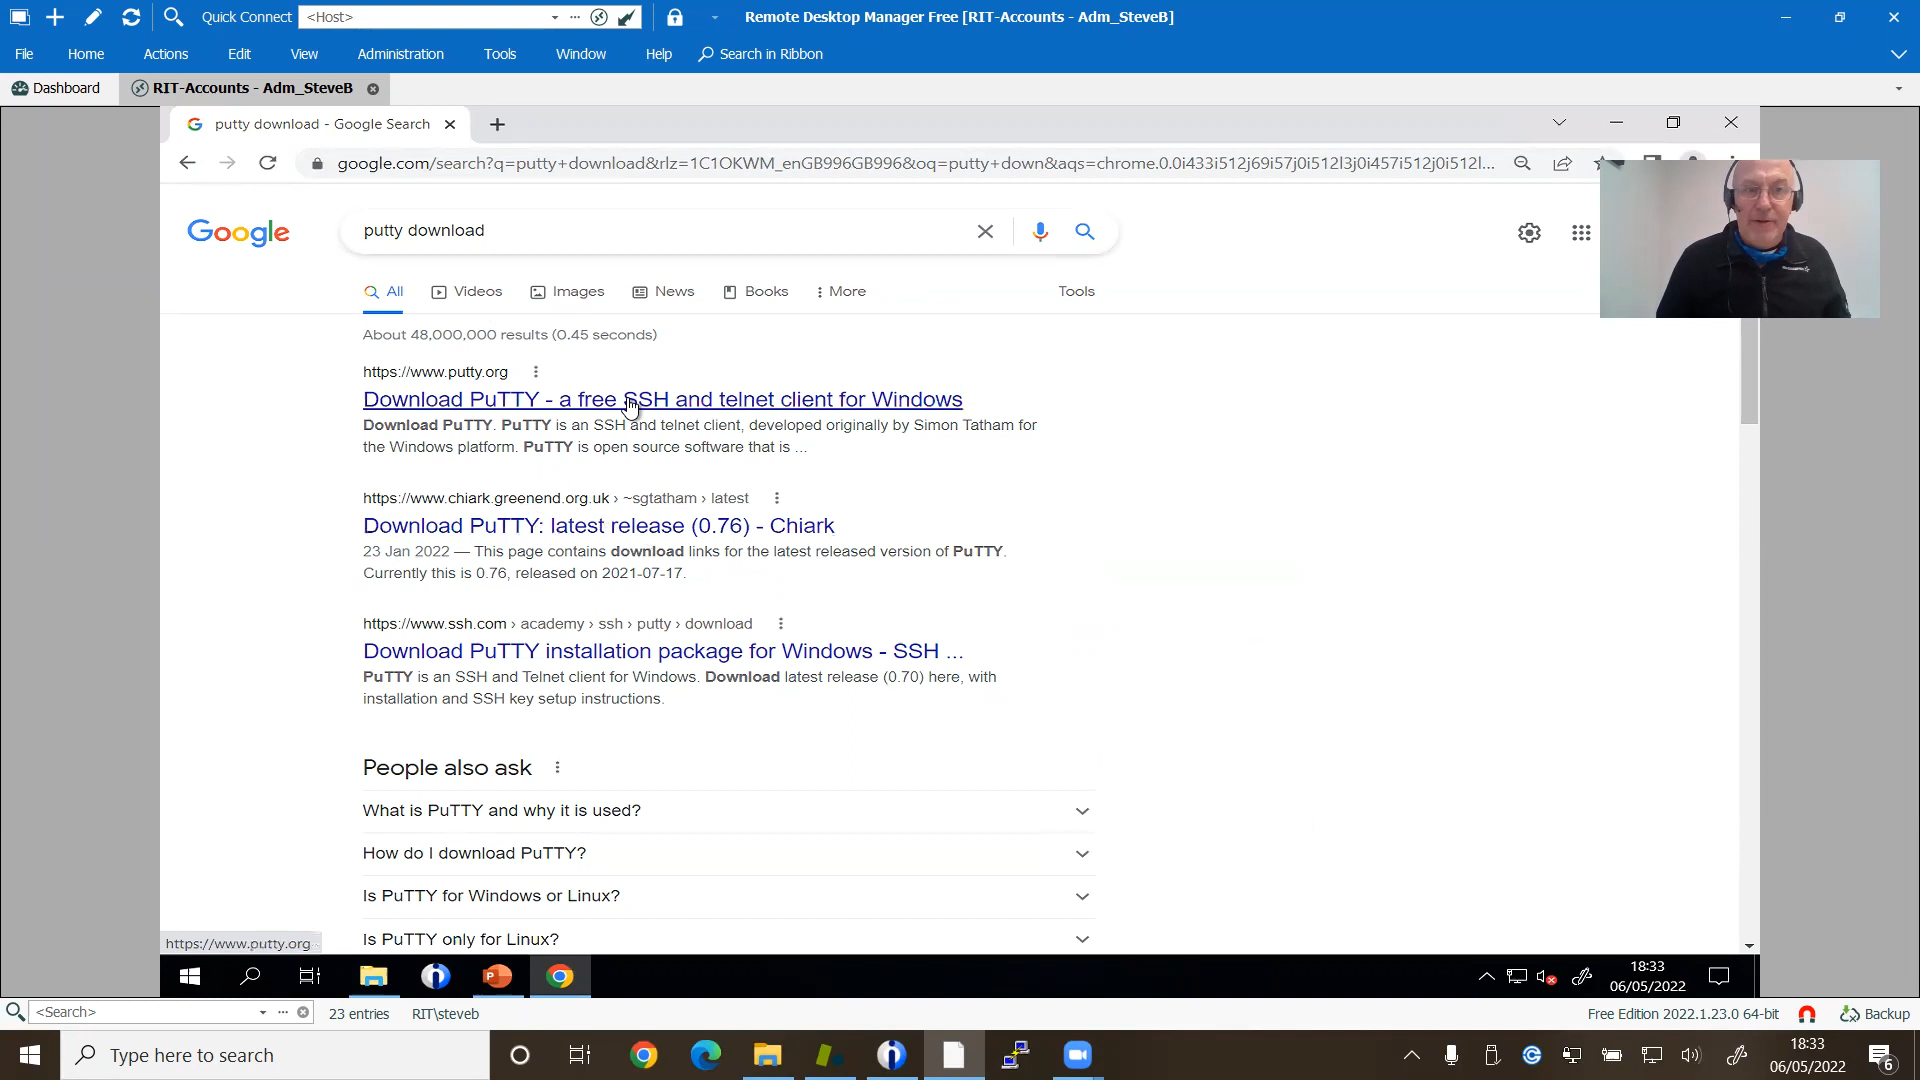 Quick Connect <Host> Remote Desktop Manager Free [RIT-Accounts - Adm_SteveB]
File Home Actions Edit View Administration Tools Window Help Search in Ribbon
Dashboard RIT-Accounts - Adm_SteveB
putty download - Google Search
google.com/search?q=putty+download&rlz=1C1OKWM_enGB996GB996&oq=putty+down&aqs=chrome.0.0i433i512j69i57j0i512l3j0i457i512j0i512l...
Google putty download
All Videos Images News Books More Tools
About 48,000,000 results (0.45 seconds)
https://www.putty.org
Download PuTTY - a free SSH and telnet client for Windows
Download PuTTY. PuTTY is an SSH and telnet client, developed originally by Simon Tatham for
the Windows platform. PuTTY is open source software that is ...
https://www.chiark.greenend.org.uk › ~sgtatham › latest
Download PuTTY: latest release (0.76) - Chiark
23 Jan 2022 — This page contains download links for the latest released version of PuTTY.
Currently this is 0.76, released on 2021-07-17.
https://www.ssh.com › academy › ssh › putty › download
Download PuTTY installation package for Windows - SSH ...
PuTTY is an SSH and Telnet client for Windows. Download latest release (0.70) here, with
installation and SSH key setup instructions.
People also ask
What is PuTTY and why it is used?
How do I download PuTTY?
Is PuTTY for Windows or Linux?
Is PuTTY only for Linux?
https://www.putty.org
18:33
06/05/2022
<Search> 23 entries RIT\steveb Free Edition 2022.1.23.0 64-bit Backup
Type here to search
18:33
06/05/2022
6